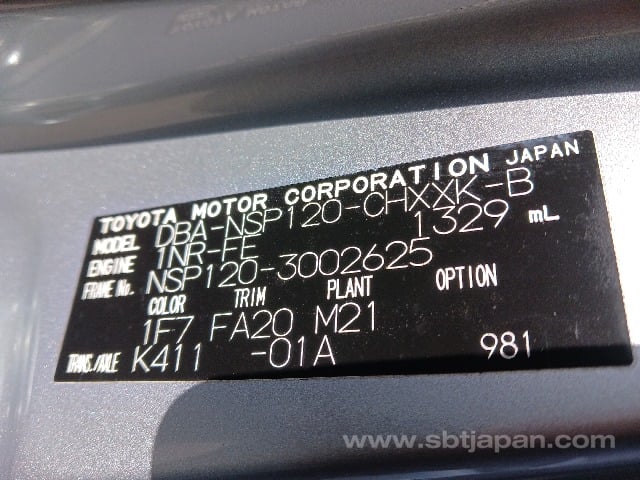 TOYOTA MOTOR CORPORATION JAPAN
MODEL DBA-NSP120-CHXXK-B
ENGINE 1NR-FE 1329 mL
FRAME No. NSP120-3002625
COLOR TRIM PLANT OPTION
1F7 FA20 M21
TRANS./AXLE K411 -01A 981
www.sbtjapan.com